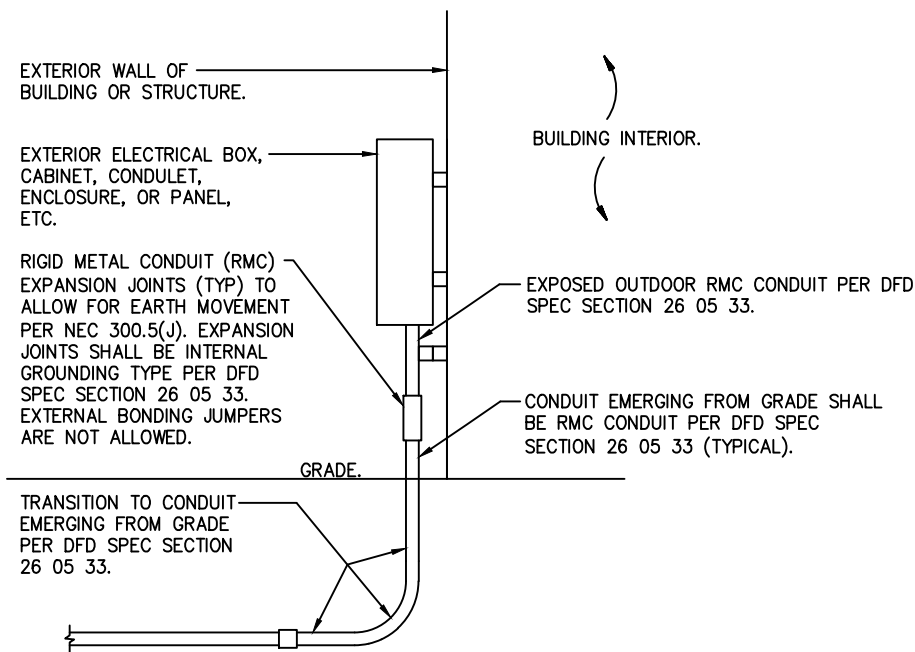 EXTERIOR WALL OF
BUILDING OR STRUCTURE.
BUILDING INTERIOR.
EXTERIOR ELECTRICAL BOX,
CABINET, CONDULET,
ENCLOSURE, OR PANEL,
ETC.
RIGID METAL CONDUIT (RMC)
EXPANSION JOINTS (TYP) TO
ALLOW FOR EARTH MOVEMENT
PER NEC 300.5(J). EXPANSION
JOINTS SHALL BE INTERNAL
GROUNDING TYPE PER DFD
SPEC SECTION 26 05 33.
EXTERNAL BONDING JUMPERS
ARE NOT ALLOWED.
EXPOSED OUTDOOR RMC CONDUIT PER DFD
SPEC SECTION 26 05 33.
CONDUIT EMERGING FROM GRADE SHALL
BE RMC CONDUIT PER DFD SPEC
SECTION 26 05 33 (TYPICAL).
GRADE.
TRANSITION TO CONDUIT
EMERGING FROM GRADE
PER DFD SPEC SECTION
26 05 33.